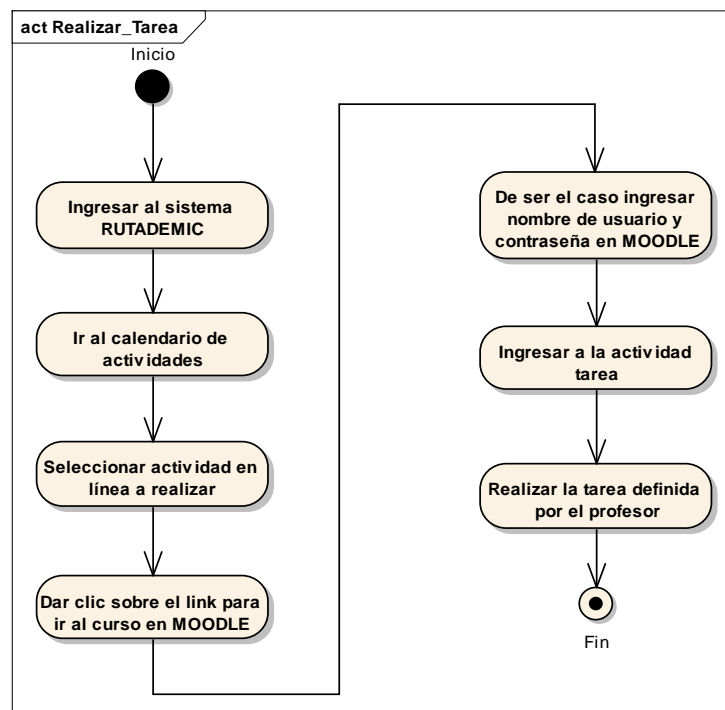 act Realizar_Tarea
Inicio
Ingresar al sistema
RUTADEMIC
Ir al calendario de
actividades
Seleccionar actividad en
línea a realizar
Dar clic sobre el link para
ir al curso en MOODLE
De ser el caso ingresar
nombre de usuario y
contraseña en MOODLE
Ingresar a la actividad
tarea
Realizar la tarea definida
por el profesor
Fin